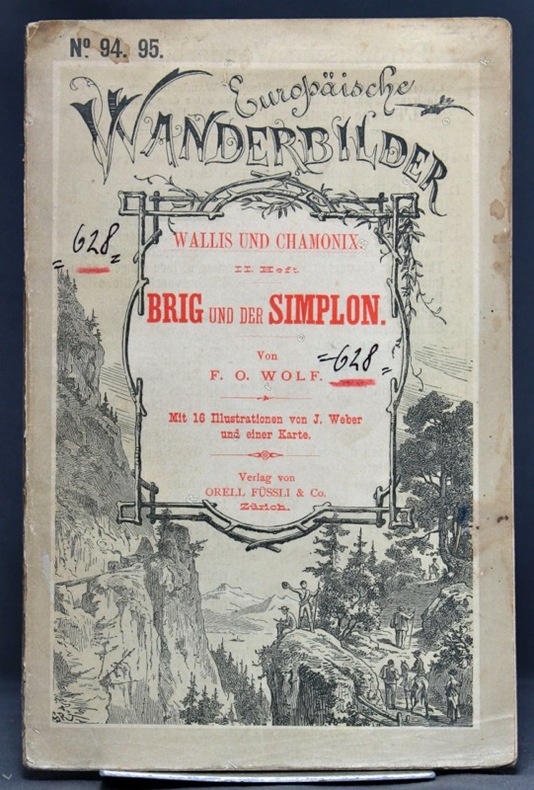 Nº 94. 95.
Europäische
WANDERBILDER
=628=
WALLIS UND CHAMONIX.
II. Heft.
BRIG UND DER SIMPLON.
Von
F. O. WOLF.
=628=
Mit 16 Illustrationen von J. Weber
und einer Karte.
Verlag von
ORELL FÜSSLI & Co.
Zürich.